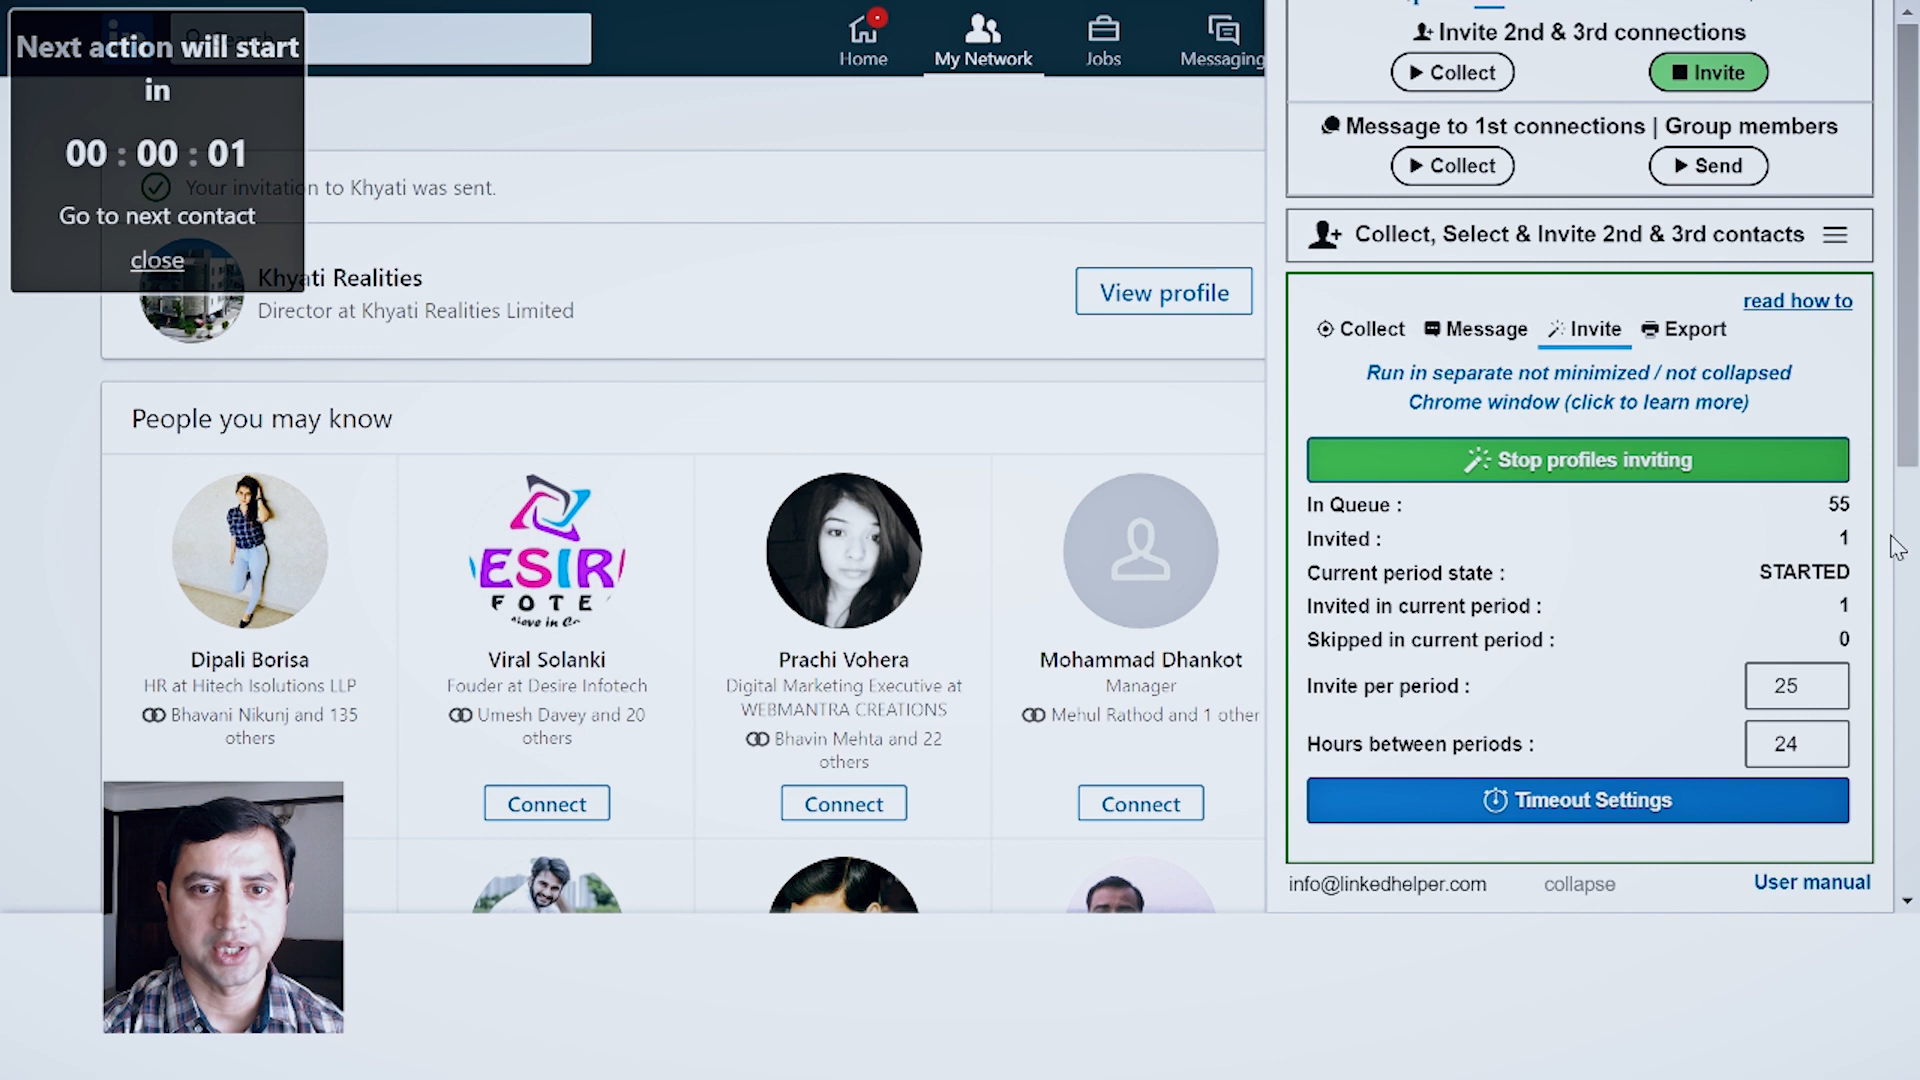 Next action will start
in
00 : 00 : 01
Go to next contact
close
Home
My Network
Jobs
Messaging
Your invitation to Khyati was sent.
Khyati Realities
Director at Khyati Realities Limited
View profile
People you may know
Dipali Borisa
HR at Hitech Isolutions LLP
Bhavani Nikunj and 135
others
ESIR
FOTE
Viral Solanki
Fouder at Desire Infotech
Umesh Davey and 20
others
Connect
Prachi Vohera
Digital Marketing Executive at
WEBMANTRA CREATIONS
Bhavin Mehta and 22
others
Connect
Mohammad Dhankot
Manager
Mehul Rathod and 1 other
Connect
Invite 2nd & 3rd connections
Collect
Invite
Message to 1st connections | Group members
Collect
Send
Collect, Select & Invite 2nd & 3rd contacts
read how to
Collect Message Invite Export
Run in separate not minimized / not collapsed
Chrome window (click to learn more)
Stop profiles inviting
In Queue : 55
Invited : 1
Current period state : STARTED
Invited in current period : 1
Skipped in current period : 0
Invite per period : 25
Hours between periods : 24
Timeout Settings
info@linkedhelper.com collapse User manual